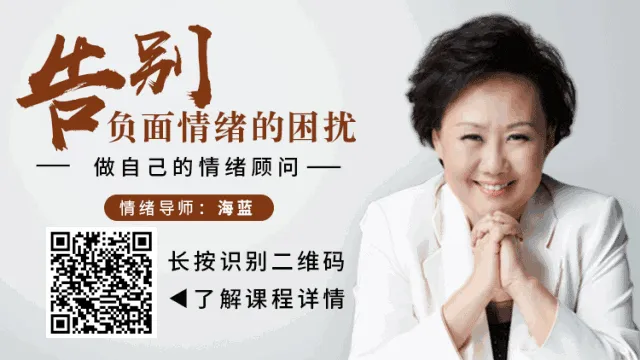 告别
负面情绪的困扰
做自己的情绪顾问
情绪导师：海蓝
长按识别二维码
◀了解课程详情